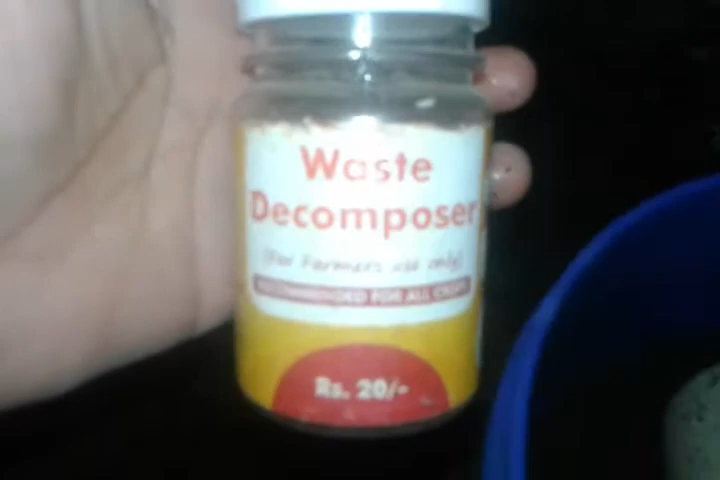 Waste
Decomposer
(For Farmers use only)
RECOMMENDED FOR ALL CROPS
Rs. 20/-